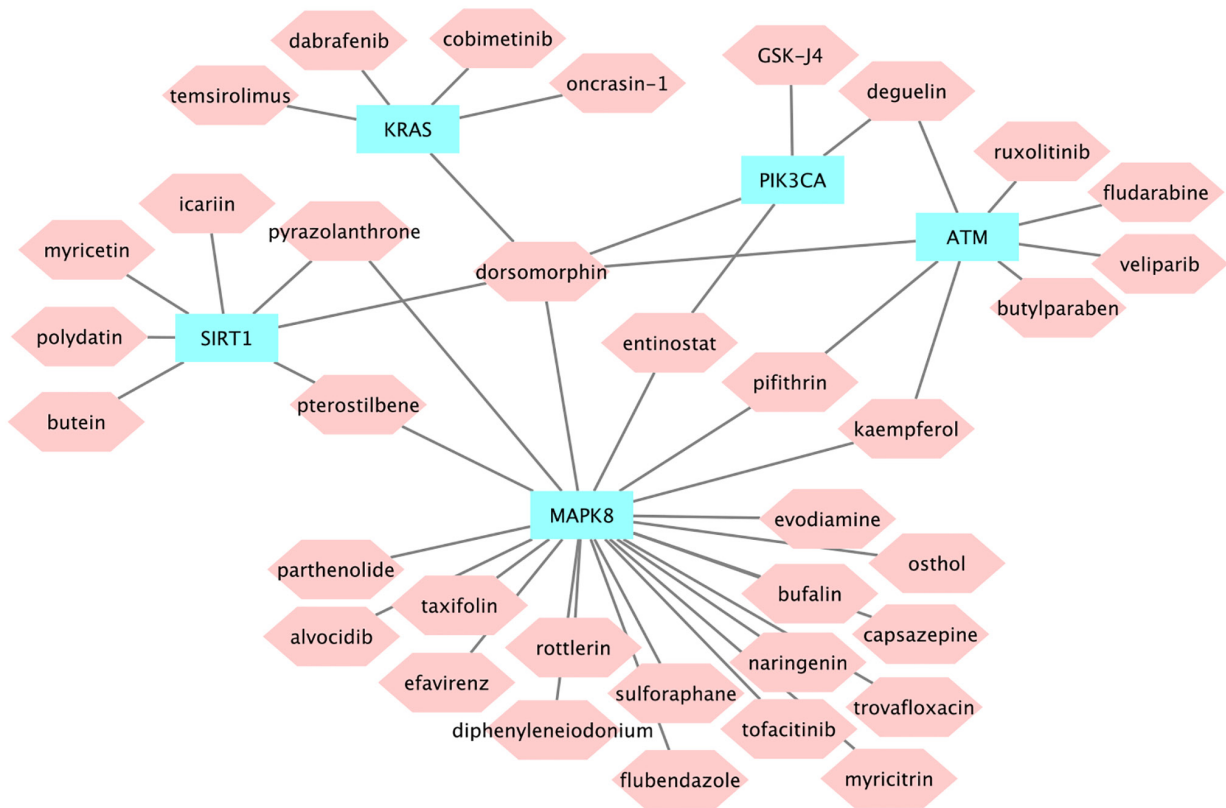 dabrafenib
cobimetinib
GSK-J4
temsirolimus
oncrasin-1
deguelin
KRAS
ruxolitinib
PIK3CA
fludarabine
icariin
pyrazolanthrone
ATM
myricetin
dorsomorphin
veliparib
butylparaben
polydatin
SIRT1
entinostat
pifithrin
butein
pterostilbene
kaempferol
MAPK8
evodiamine
parthenolide
osthol
taxifolin
bufalin
alvocidib
capsazepine
rottlerin
naringenin
efavirenz
sulforaphane
trovafloxacin
diphenyleneiodonium
tofacitinib
flubendazole
myricitrin